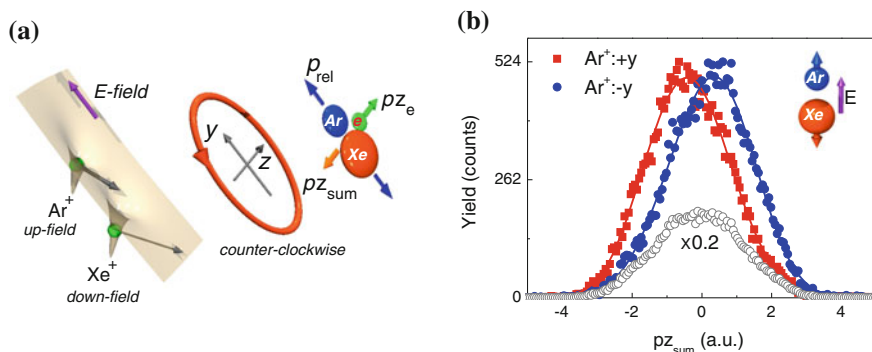 (a)
E-field
Ar+
up-field
Xe+
down-field
y
z
counter-clockwise
prel
Ar
e
pze
Xe
pzsum
(b)
524
262
0
Yield (counts)
Ar+:+y
Ar+:-y
Ar
Xe
E
x0.2
-4 -2 0 2 4
pzsum (a.u.)